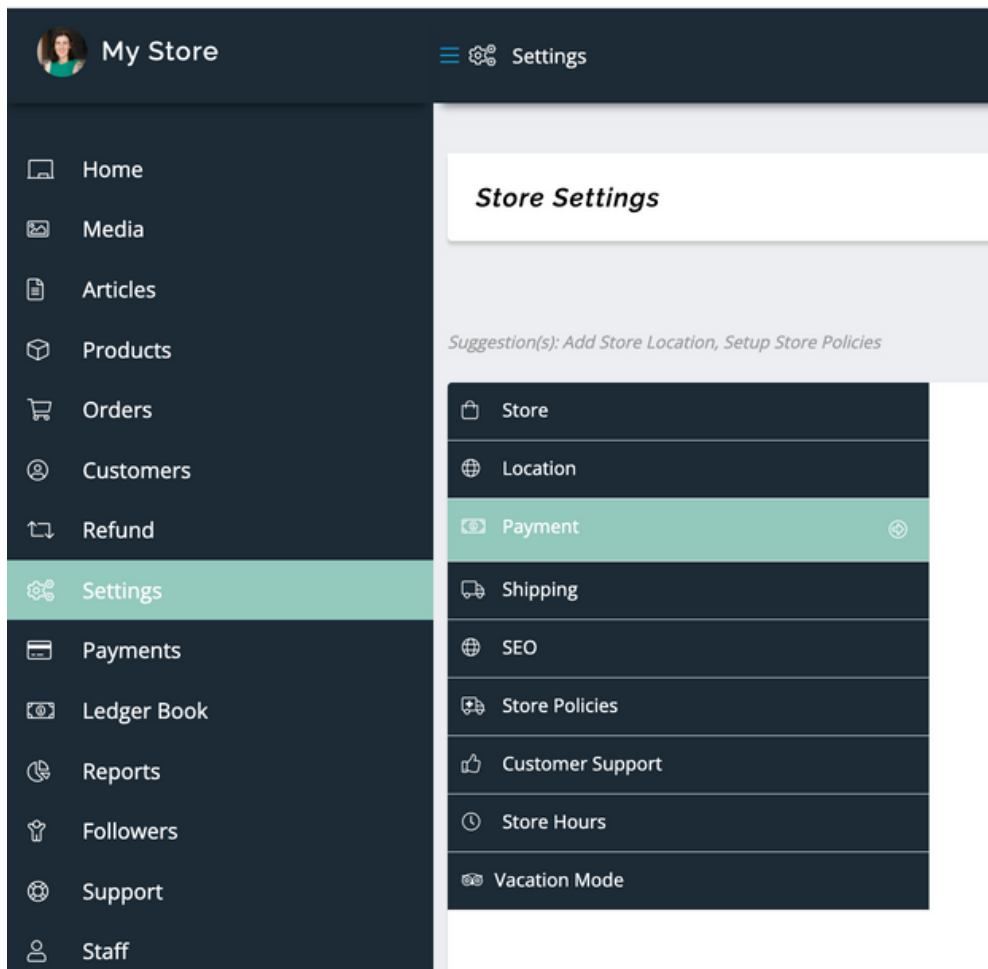 My Store
Settings
Home
Media
Articles
Products
Orders
Customers
Refund
Settings
Payments
Ledger Book
Reports
Followers
Support
Staff
Store Settings
Suggestion(s): Add Store Location, Setup Store Policies
Store
Location
Payment
Shipping
SEO
Store Policies
Customer Support
Store Hours
Vacation Mode